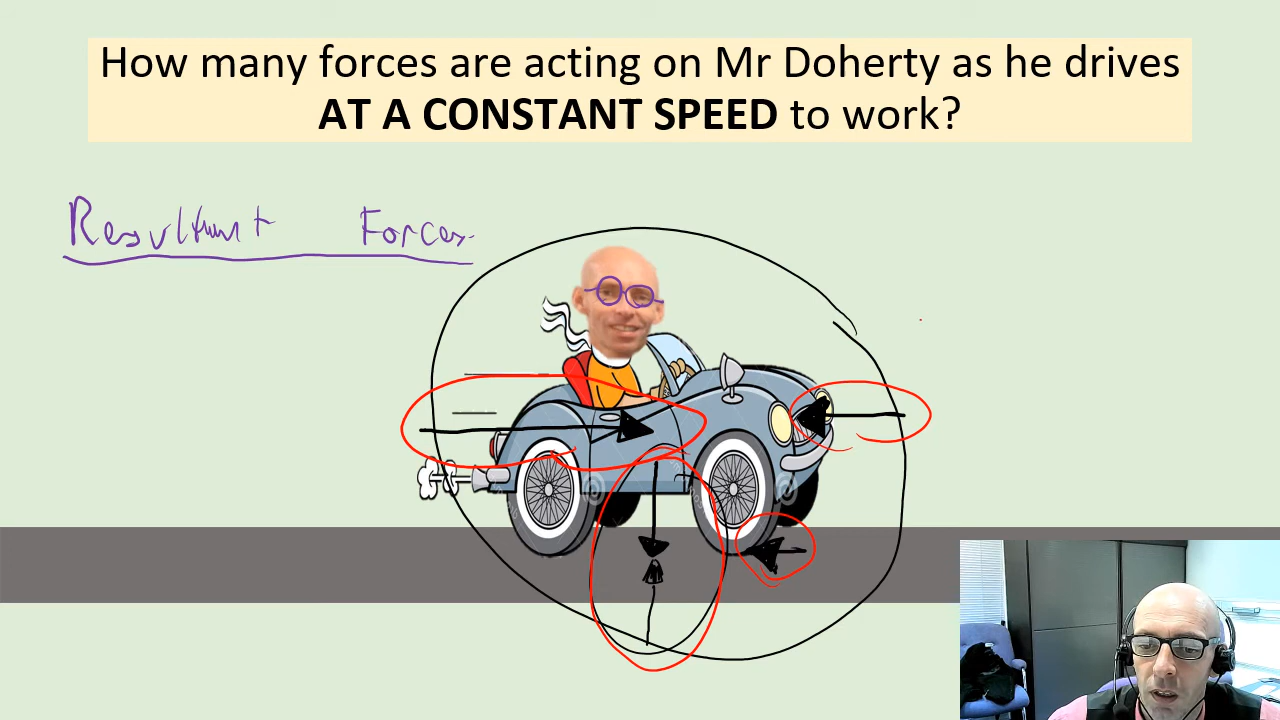 How many forces are acting on Mr Doherty as he drives
AT A CONSTANT SPEED to work?
Resultant Forces